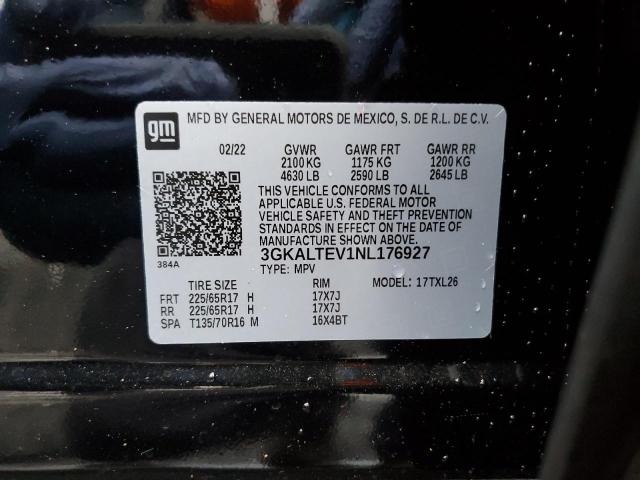 gm
MFD BY GENERAL MOTORS DE MEXICO, S. DE R.L. DE C.V.
02/22 GVWR GAWR FRT GAWR RR
2100 KG 1175 KG 1200 KG
4630 LB 2590 LB 2645 LB
THIS VEHICLE CONFORMS TO ALL
APPLICABLE U.S. FEDERAL MOTOR
VEHICLE SAFETY AND THEFT PREVENTION
STANDARDS IN EFFECT ON THE DATE OF
MANUFACTURE SHOWN ABOVE.
384A
3GKALTEV1NL176927
TYPE: MPV MODEL: 17TXL26
TIRE SIZE RIM
FRT 225/65R17 H 17X7J
RR 225/65R17 H 17X7J
SPA T135/70R16 M 16X4BT